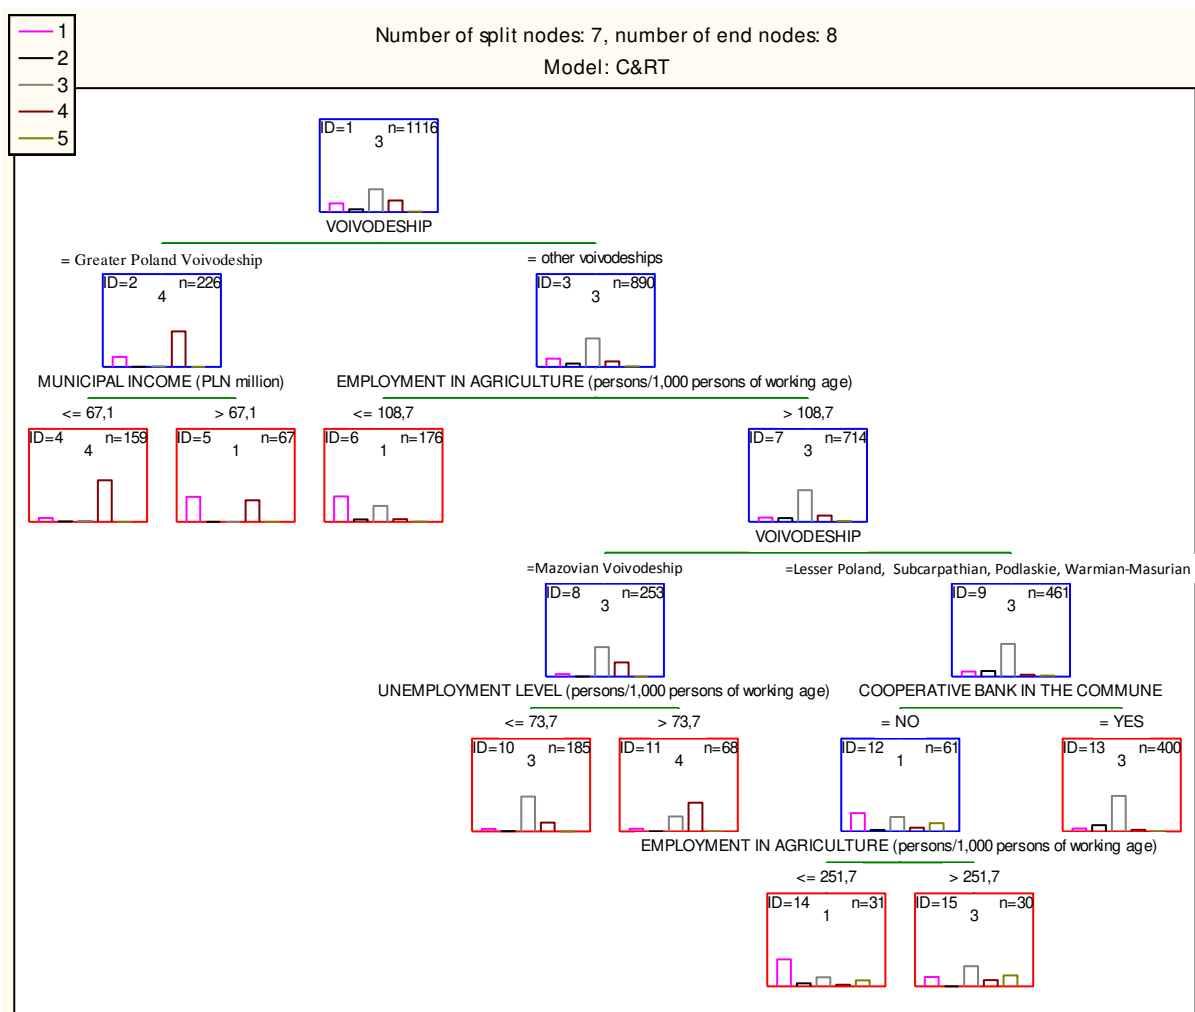 1
2
3
4
5
Number of split nodes: 7, number of end nodes: 8
Model: C&RT
ID=1 n=1116
3
VOIVODESHIP
= Greater Poland Voivodeship = other voivodeships
ID=2 n=226
4
ID=3 n=890
3
MUNICIPAL INCOME (PLN million) EMPLOYMENT IN AGRICULTURE (persons/1,000 persons of working age)
<= 67,1 > 67,1 <= 108,7 > 108,7
ID=4 n=159
4
ID=5 n=67
1
ID=6 n=176
1
ID=7 n=714
3
VOIVODESHIP
=Mazovian Voivodeship =Lesser Poland, Subcarpathian, Podlaskie, Warmian-Masurian
ID=8 n=253
3
ID=9 n=461
3
UNEMPLOYMENT LEVEL (persons/1,000 persons of working age) COOPERATIVE BANK IN THE COMMUNE
<= 73,7 > 73,7 = NO = YES
ID=10 n=185
3
ID=11 n=68
4
ID=12 n=61
1
ID=13 n=400
3
EMPLOYMENT IN AGRICULTURE (persons/1,000 persons of working age)
<= 251,7 > 251,7
ID=14 n=31
1
ID=15 n=30
3